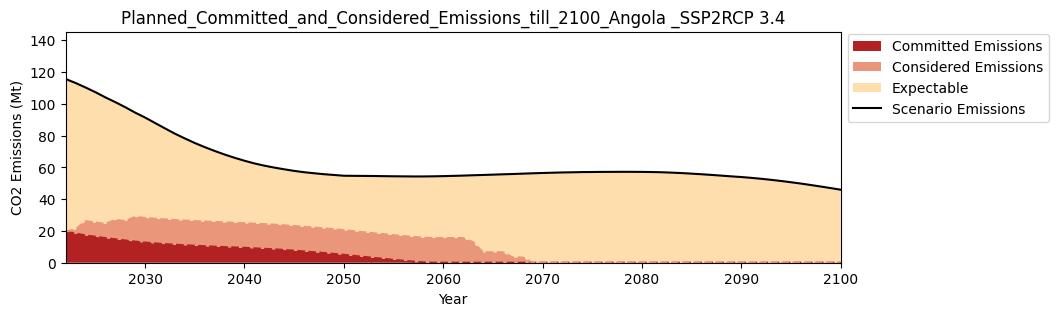 Planned_Committed_and_Considered_Emissions_till_2100_Angola _SSP2RCP 3.4
CO2 Emissions (Mt)
140
120
100
80
60
40
20
0
2030 2040 2050 2060 2070 2080 2090 2100
Year
Committed Emissions
Considered Emissions
Expectable
Scenario Emissions